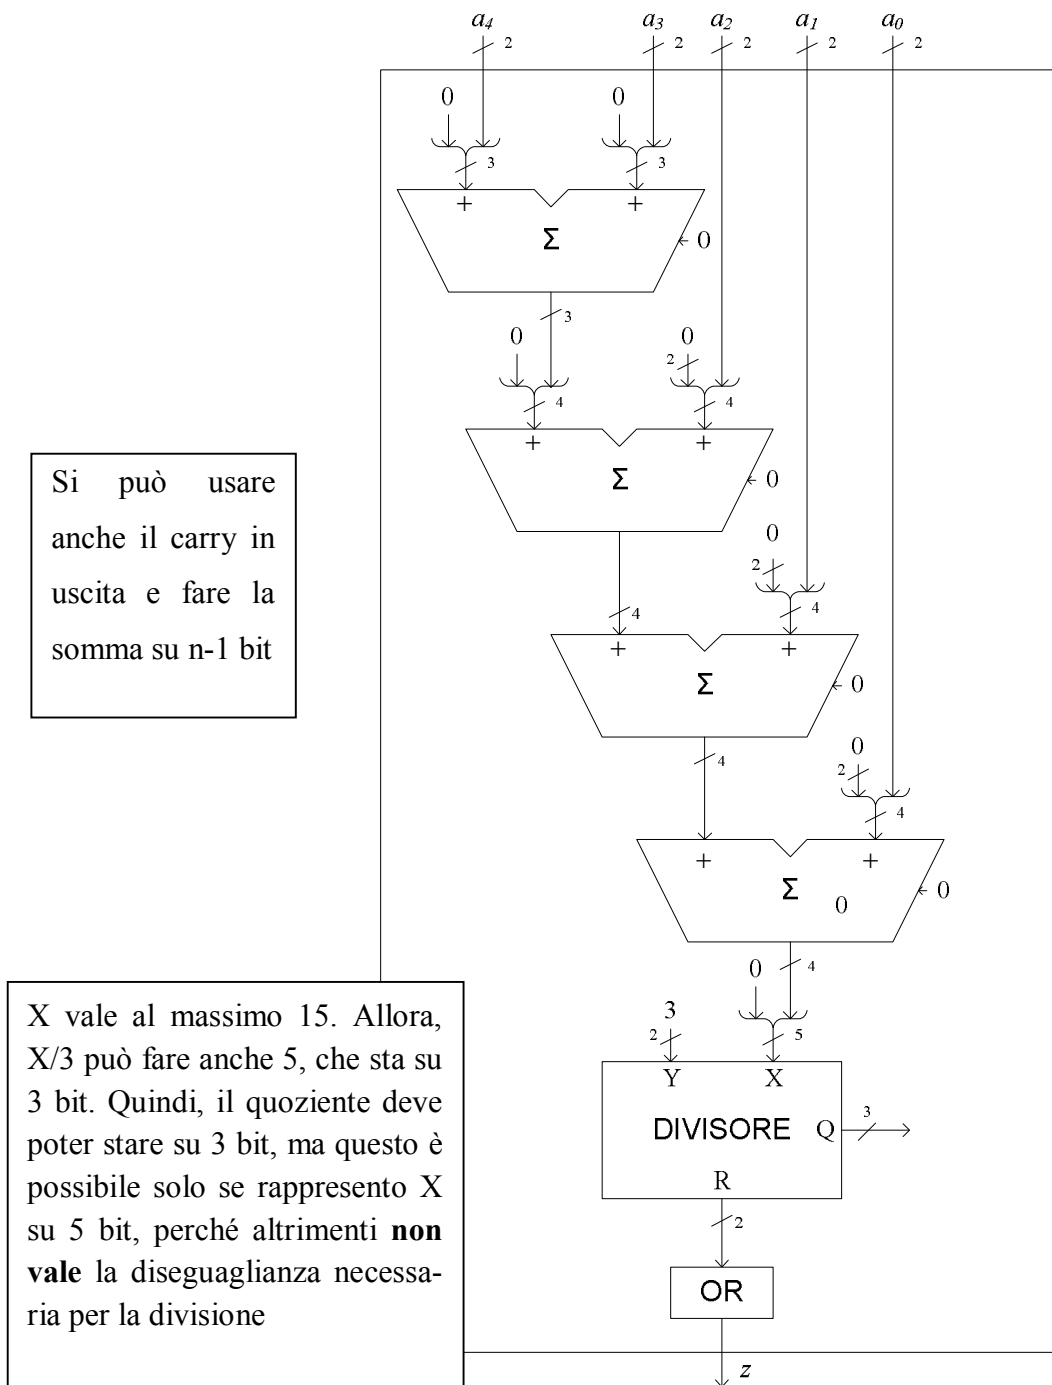 a4 a3 a2 a1 a0
2 2 2 2 2
0 0
3 3
+ +
Σ 0
3
0 0
2
4 4
+ +
Σ 0
Si può usare
anche il carry in
uscita e fare la
somma su n-1 bit
0
2
4 4
+ +
Σ 0
0
4 2
4
+ +
Σ 0
0
4
0
X vale al massimo 15. Allora,
X/3 può fare anche 5, che sta su
3 bit. Quindi, il quoziente deve
poter stare su 3 bit, ma questo è
possibile solo se rappresento X
su 5 bit, perché altrimenti non
vale la diseguaglianza necessa-
ria per la divisione
3
2 5
Y X
DIVISORE Q 3
R
2
OR
z